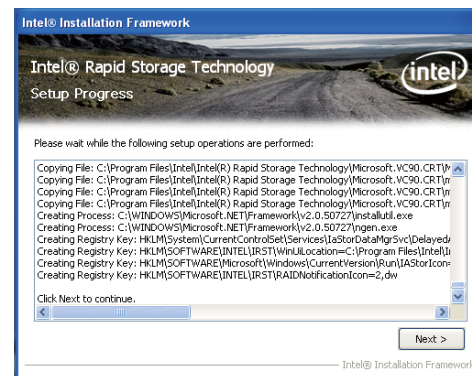 Intel® Installation Framework
Intel® Rapid Storage Technology
Setup Progress
intel
Please wait while the following setup operations are performed:
Copying File: C:\Program Files\Intel\Intel(R) Rapid Storage Technology\Microsoft.VC90.CRT\M
Copying File: C:\Program Files\Intel\Intel(R) Rapid Storage Technology\Microsoft.VC90.CRT\m
Copying File: C:\Program Files\Intel\Intel(R) Rapid Storage Technology\Microsoft.VC90.CRT\m
Copying File: C:\Program Files\Intel\Intel(R) Rapid Storage Technology\Microsoft.VC90.CRT\m
Creating Process: C:\WINDOWS\Microsoft.NET\Framework\v2.0.50727\installutil.exe
Creating Process: C:\WINDOWS\Microsoft.NET\Framework\v2.0.50727\ngen.exe
Creating Registry Key: HKLM\System\CurrentControlSet\Services\IaStorDataMgrSvc\DelayedA
Creating Registry Key: HKLM\SOFTWARE\INTEL\IRST\WinUiLocation=C:\Program Files\Intel\I
Creating Registry Key: HKLM\SOFTWARE\Microsoft\Windows\CurrentVersion\Run\IAStorIcon=
Creating Registry Key: HKLM\SOFTWARE\INTEL\IRST\RAIDNotificationIcon=2,dw
Click Next to continue.
Next >
Intel® Installation Framework